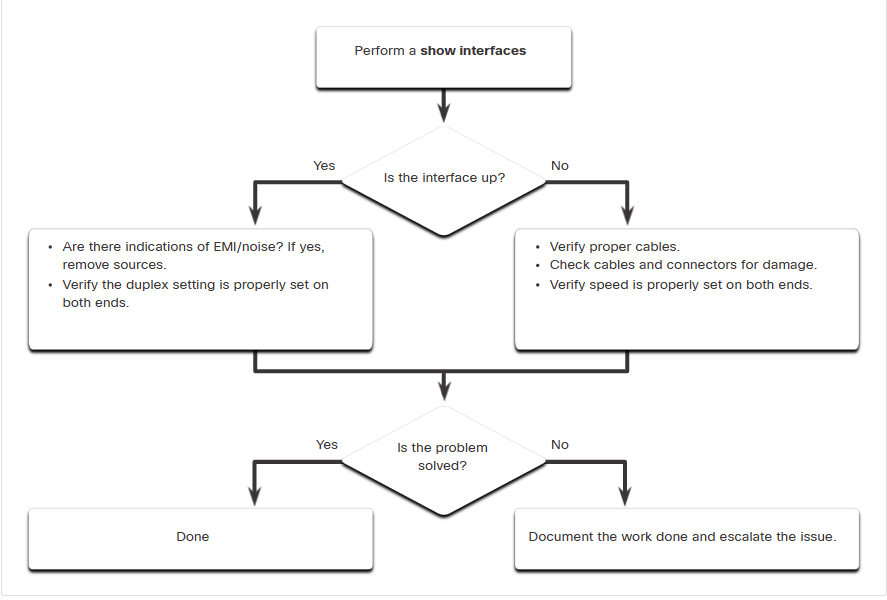 Perform a show interfaces
Yes
Is the interface up?
No
• Are there indications of EMI/noise? If yes,
remove sources.
• Verify the duplex setting is properly set on
both ends.
• Verify proper cables.
• Check cables and connectors for damage.
• Verify speed is properly set on both ends.
Yes
Is the problem
solved?
No
Done
Document the work done and escalate the issue.